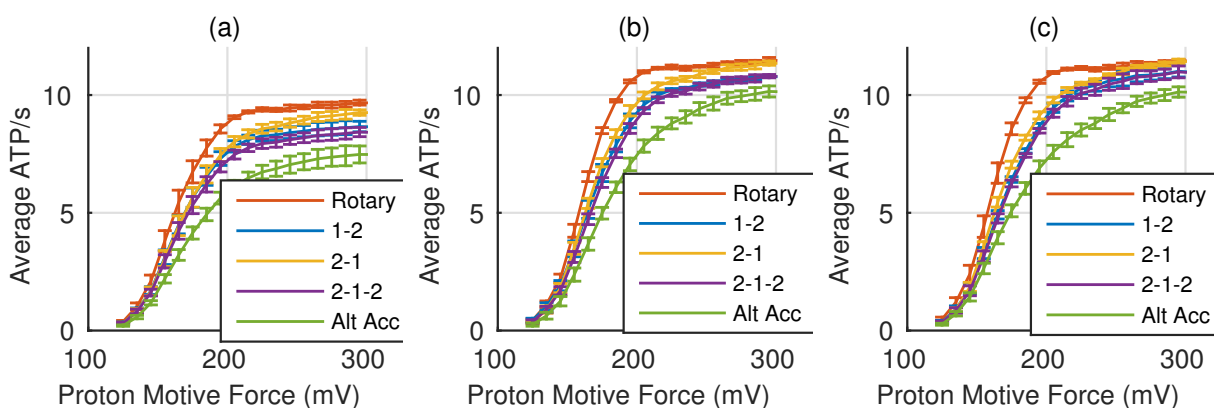 (a)
Average ATP/s
10
5
0
100
200
300
Proton Motive Force (mV)
Rotary
1-2
2-1
2-1-2
Alt Acc
(b)
Average ATP/s
10
5
0
100
200
300
Proton Motive Force (mV)
Rotary
1-2
2-1
2-1-2
Alt Acc
(c)
Average ATP/s
10
5
0
100
200
300
Proton Motive Force (mV)
Rotary
1-2
2-1
2-1-2
Alt Acc